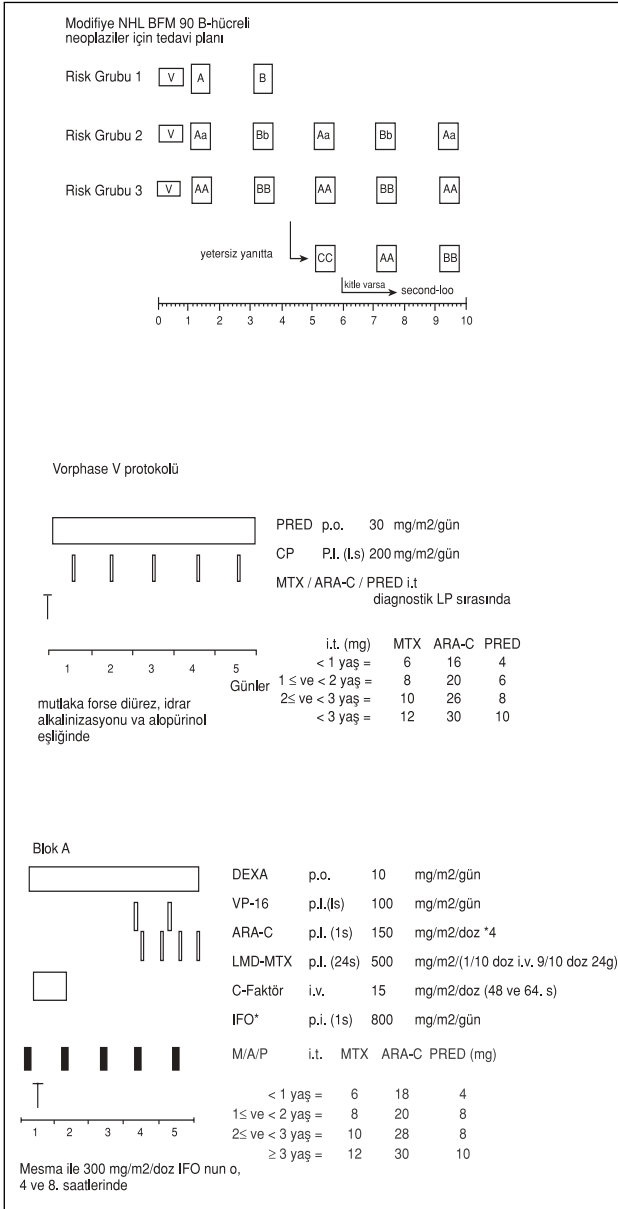 Modifiye NHL BFM 90 B-hücreli
neoplaziler için tedavi planı
Risk Grubu 1 V A B
Risk Grubu 2 V Aa Bb Aa Bb Aa
Risk Grubu 3 V AA BB AA BB AA
yetersiz yanıtta CC AA BB
kitle varsa second-loo
0 1 2 3 4 5 6 7 8 9 10
Vorphase V protokolü
PRED p.o. 30 mg/m2/gün
CP P.I. (I.s) 200 mg/m2/gün
MTX / ARA-C / PRED i.t
diagnostik LP sırasında
1 2 3 4 5
Günler
i.t. (mg) MTX ARA-C PRED
< 1 yaş = 6 16 4
1 ≤ ve < 2 yaş = 8 20 6
2≤ ve < 3 yaş = 10 26 8
< 3 yaş = 12 30 10
mutlaka forse diürez, idrar
alkalinizasyonu va alopürinol
eşliğinde
Blok A
DEXA p.o. 10 mg/m2/gün
VP-16 p.I.(Is) 100 mg/m2/gün
ARA-C p.I. (1s) 150 mg/m2/doz *4
LMD-MTX p.I. (24s) 500 mg/m2/(1/10 doz i.v. 9/10 doz 24g)
C-Faktör i.v. 15 mg/m2/doz (48 ve 64. s)
IFO* p.i. (1s) 800 mg/m2/gün
M/A/P i.t. MTX ARA-C PRED (mg)
< 1 yaş = 6 18 4
1≤ ve < 2 yaş = 8 20 8
2≤ ve < 3 yaş = 10 28 8
≥ 3 yaş = 12 30 10
1 2 3 4 5
Mesma ile 300 mg/m2/doz IFO nun o,
4 ve 8. saatlerinde